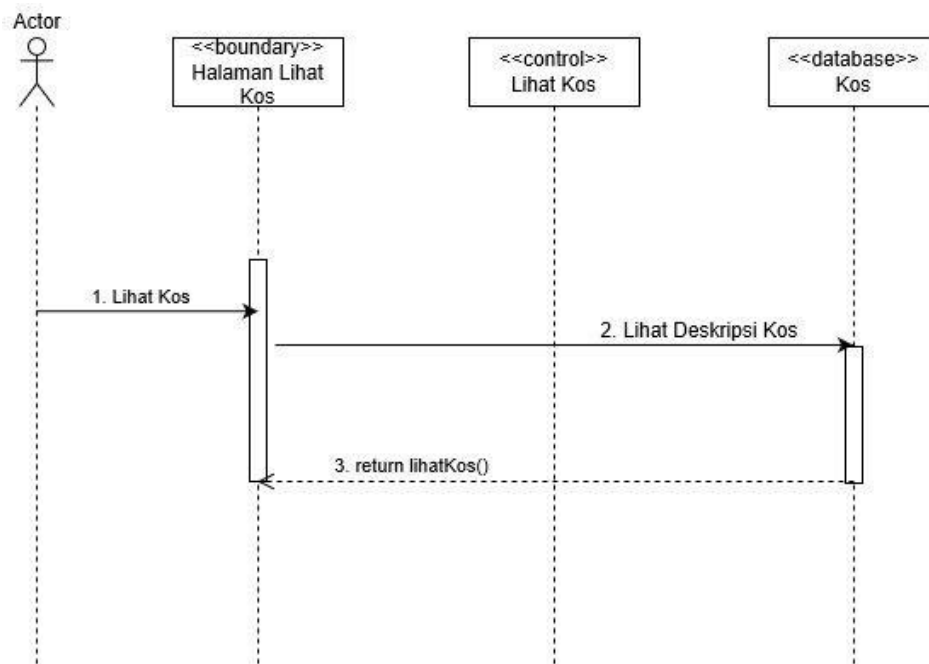 Actor
<<boundary>>
Halaman Lihat
Kos
<<control>>
Lihat Kos
<<database>>
Kos
1. Lihat Kos
2. Lihat Deskripsi Kos
3. return lihatKos()